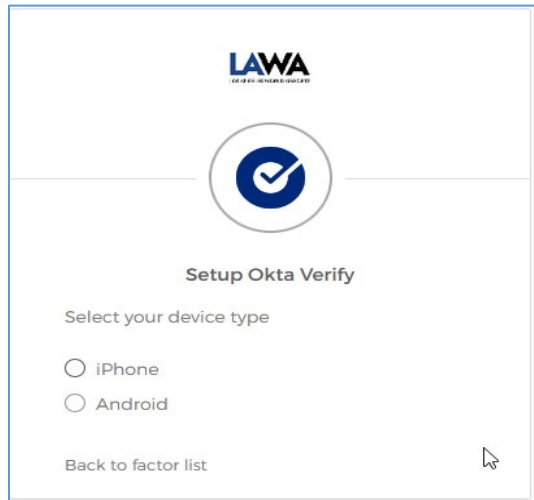 LAWA
Setup Okta Verify
Select your device type
iPhone
Android
Back to factor list